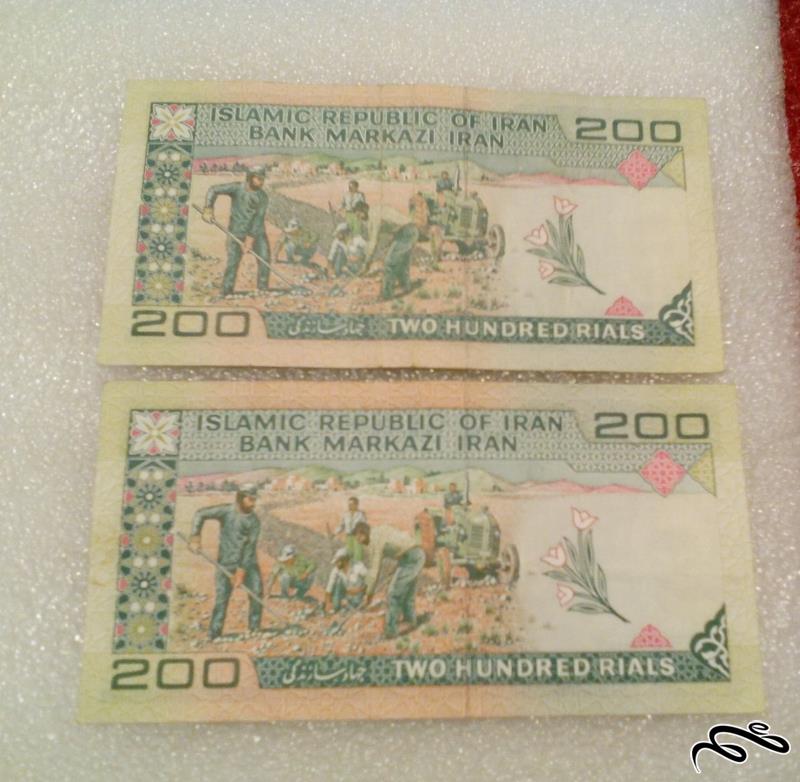 ISLAMIC REPUBLIC OF IRAN
BANK MARKAZI IRAN
200
200
جهاد سازندگی
TWO HUNDRED RIALS
ISLAMIC REPUBLIC OF IRAN
BANK MARKAZI IRAN
200
200
جهاد سازندگی
TWO HUNDRED RIALS